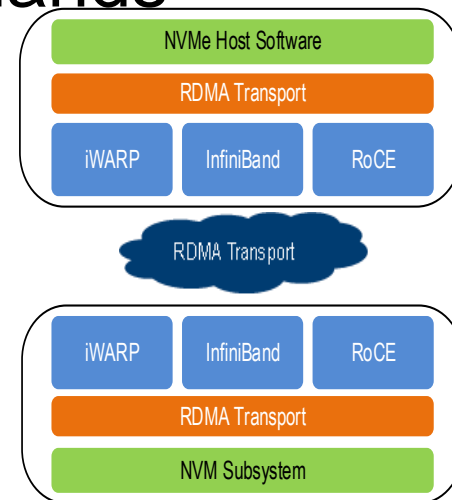 NVMe Host Software
RDMA Transport
iWARP InfiniBand RoCE
RDMA Transport
iWARP InfiniBand RoCE
RDMA Transport
NVM Subsystem